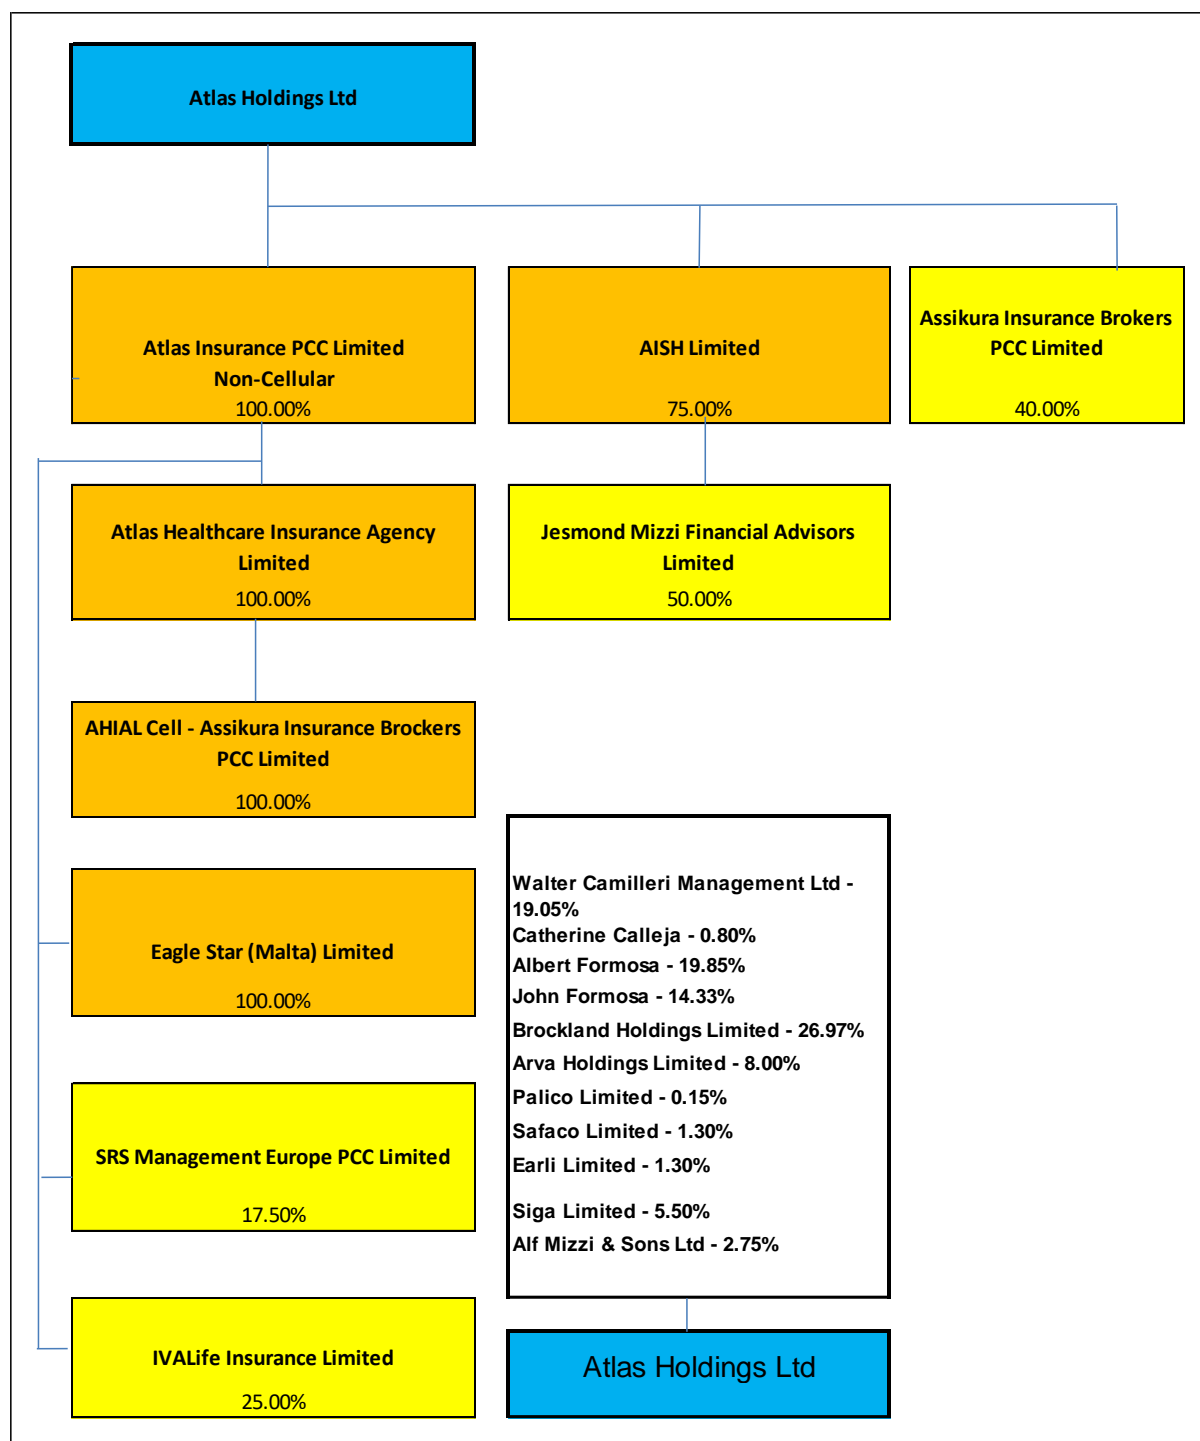 Atlas Holdings Ltd
Atlas Insurance PCC Limited
Non-Cellular
100.00%
AISH Limited
75.00%
Assikura Insurance Brokers
PCC Limited
40.00%
Atlas Healthcare Insurance Agency
Limited
100.00%
Jesmond Mizzi Financial Advisors
Limited
50.00%
AHIAL Cell - Assikura Insurance Brockers
PCC Limited
100.00%
Eagle Star (Malta) Limited
100.00%
SRS Management Europe PCC Limited
17.50%
IVALife Insurance Limited
25.00%
Walter Camilleri Management Ltd -
19.05%
Catherine Calleja - 0.80%
Albert Formosa - 19.85%
John Formosa - 14.33%
Brockland Holdings Limited - 26.97%
Arva Holdings Limited - 8.00%
Palico Limited - 0.15%
Safaco Limited - 1.30%
Earli Limited - 1.30%
Siga Limited - 5.50%
Alf Mizzi & Sons Ltd - 2.75%
Atlas Holdings Ltd